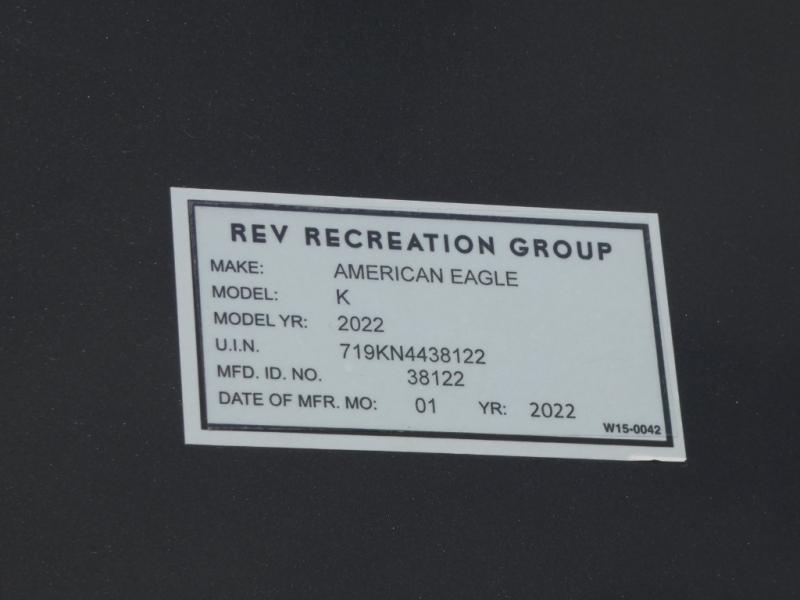 REV RECREATION GROUP
MAKE: AMERICAN EAGLE
MODEL: K
MODEL YR: 2022
U.I.N. 719KN4438122
MFD. ID. NO. 38122
DATE OF MFR. MO: 01 YR: 2022
W15-0042